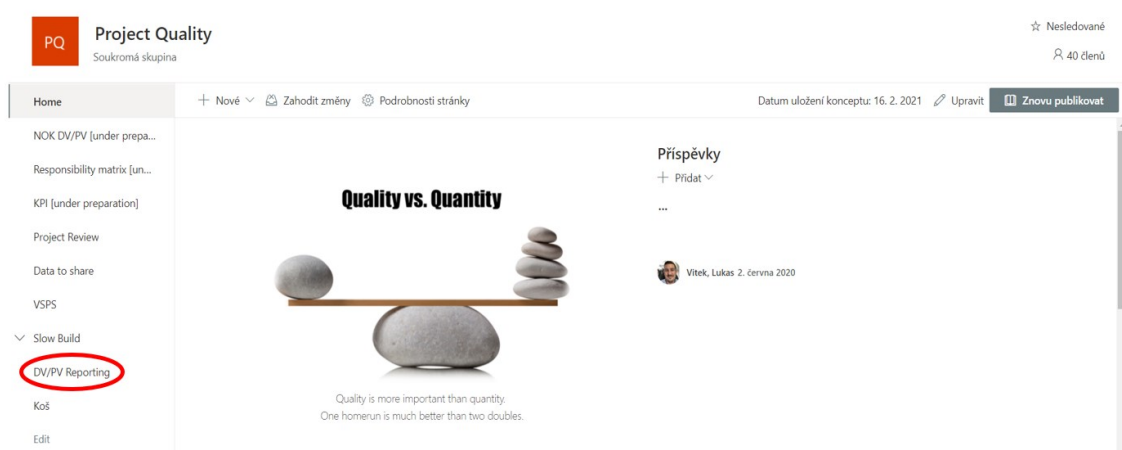 PQ
Project Quality
Soukromá skupina
Nesledované
40 členů
Home
NOK DV/PV [under prepa...
Responsibility matrix [un...
KPI [under preparation]
Project Review
Data to share
VSPS
Slow Build
DV/PV Reporting
Koš
Edit
Nové
Zahodit změny
Podrobnosti stránky
Datum uložení konceptu: 16. 2. 2021
Upravit
Znovu publikovat
Quality vs. Quantity
Quality is more important than quantity.
One homerun is much better than two doubles.
Příspěvky
Přidat
...
Vitek, Lukas 2. června 2020